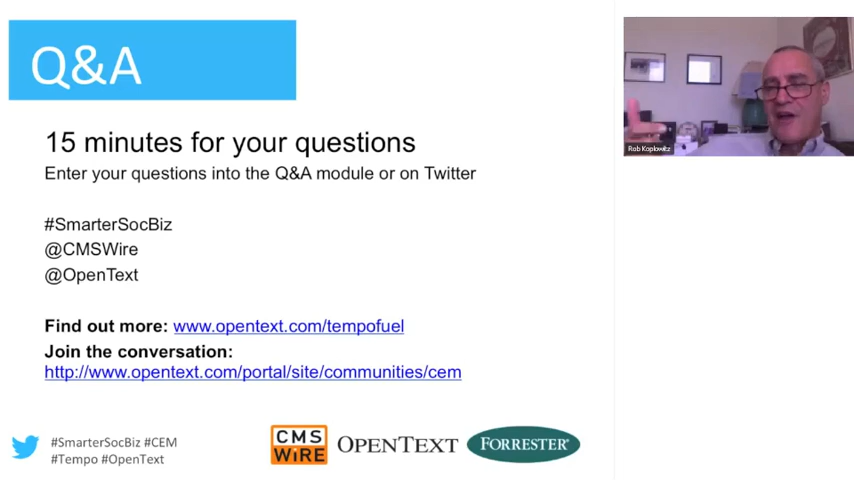 Q&A
15 minutes for your questions
Enter your questions into the Q&A module or on Twitter
#SmarterSocBiz
@CMSWire
@OpenText
Find out more: www.opentext.com/tempofuel
Join the conversation:
http://www.opentext.com/portal/site/communities/cem
#SmarterSocBiz #CEM
#Tempo #OpenText
CMS
WiRE
OPENTEXT
FORRESTER®
Rob Koplowitz